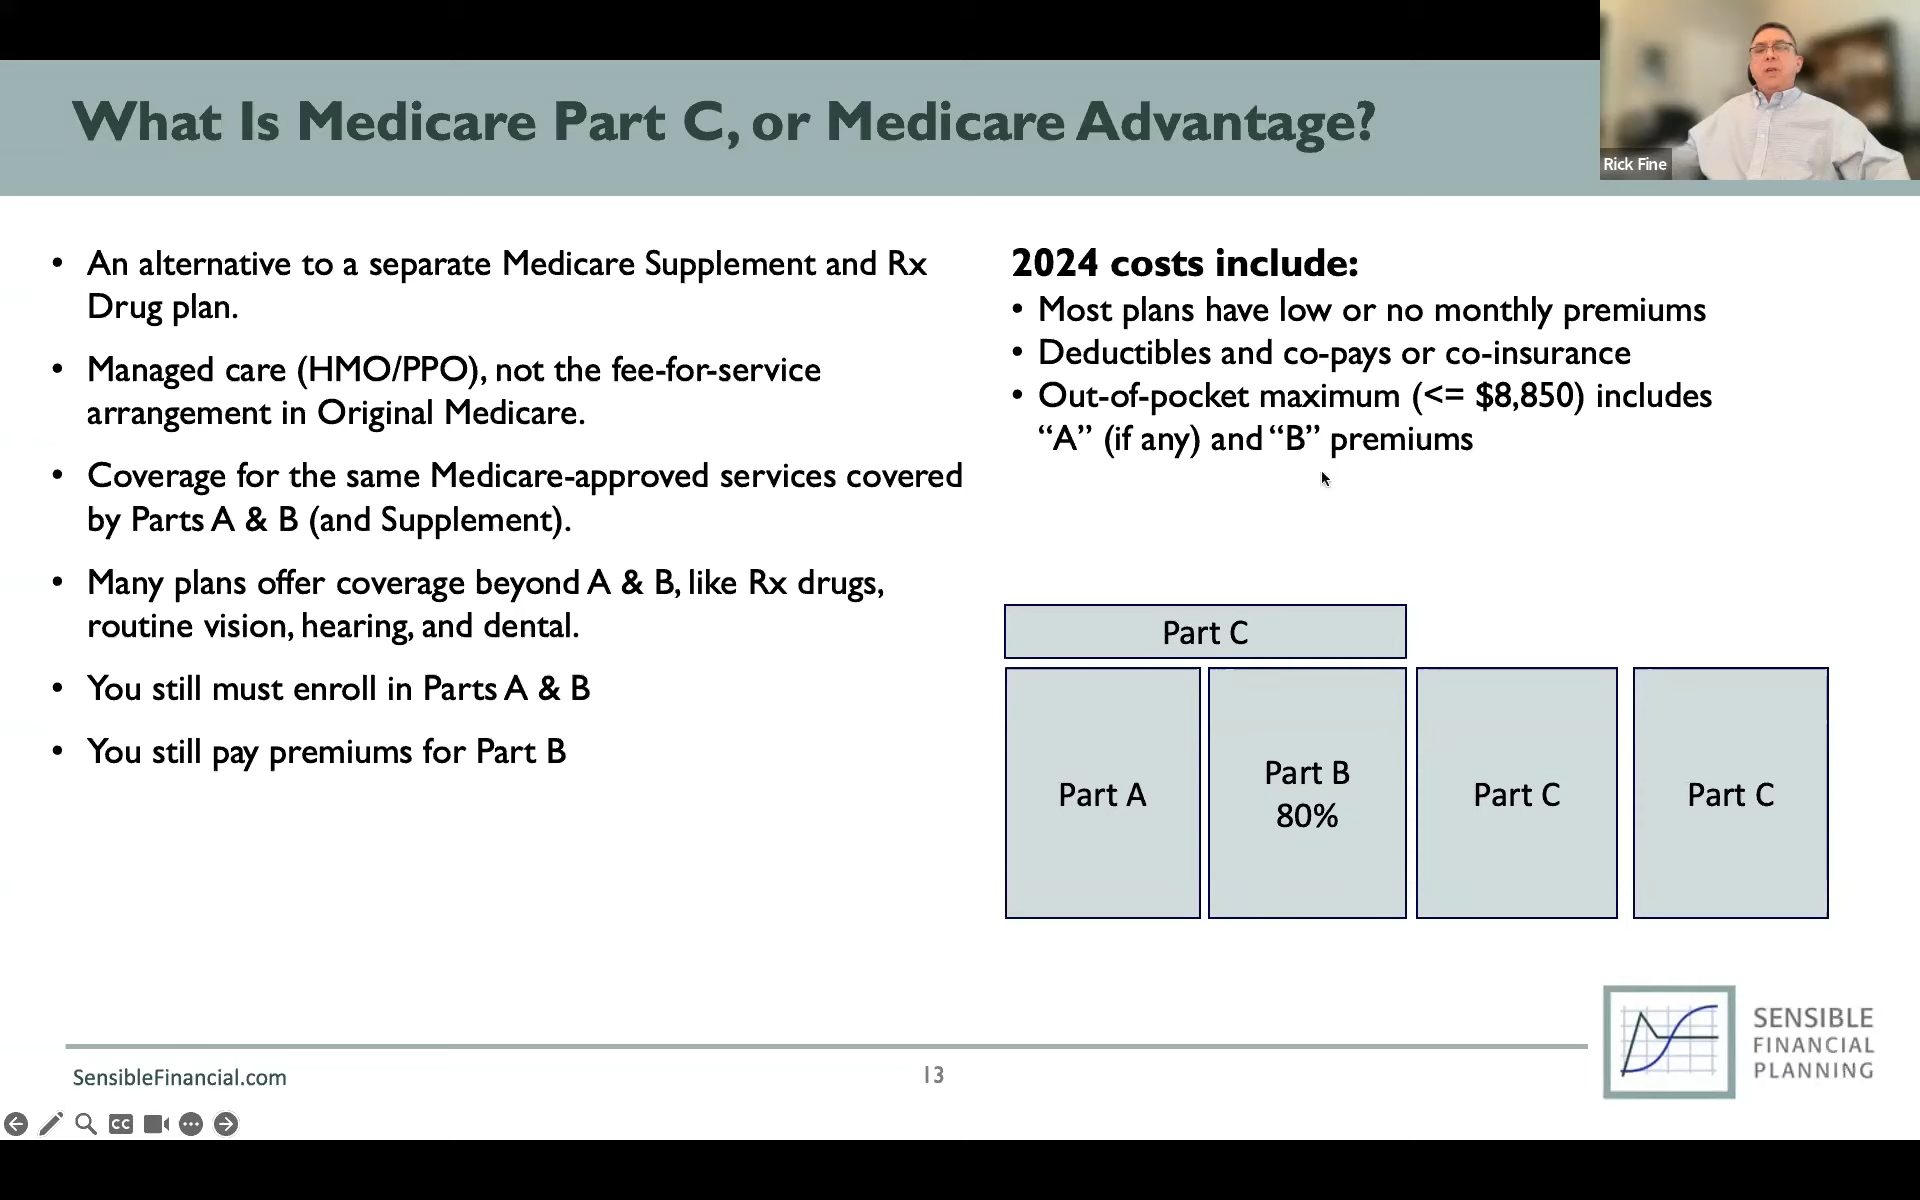 What Is Medicare Part C, or Medicare Advantage?
Rick Fine
• An alternative to a separate Medicare Supplement and Rx
Drug plan.
• Managed care (HMO/PPO), not the fee-for-service
arrangement in Original Medicare.
• Coverage for the same Medicare-approved services covered
by Parts A & B (and Supplement).
• Many plans offer coverage beyond A & B, like Rx drugs,
routine vision, hearing, and dental.
• You still must enroll in Parts A & B
• You still pay premiums for Part B
2024 costs include:
• Most plans have low or no monthly premiums
• Deductibles and co-pays or co-insurance
• Out-of-pocket maximum (<= $8,850) includes
“A” (if any) and “B” premiums
Part C
Part A
Part B
80%
Part C
Part C
SENSIBLE
FINANCIAL
PLANNING
SensibleFinancial.com
13
CC